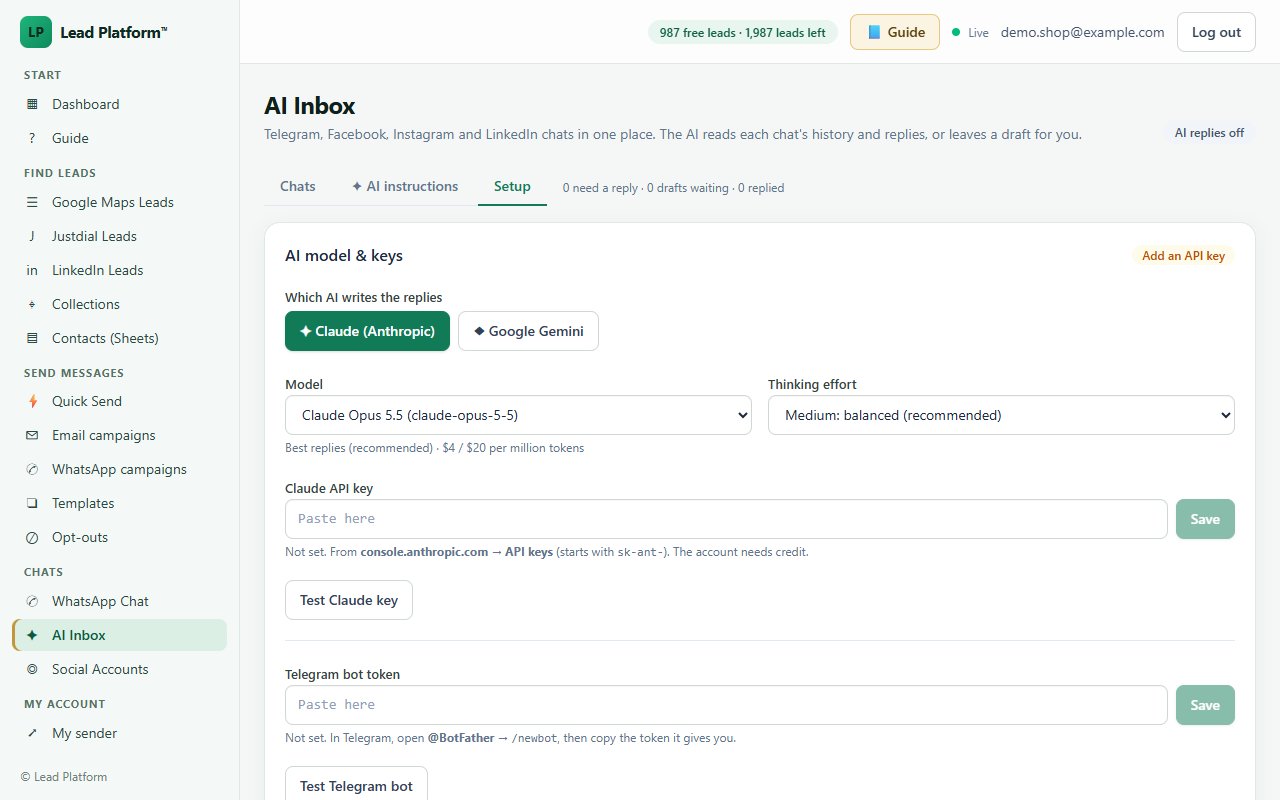 LP Lead Platform™
987 free leads · 1,987 leads left
Guide
Live
demo.shop@example.com
Log out
START
Dashboard
? Guide
FIND LEADS
Google Maps Leads
J Justdial Leads
in LinkedIn Leads
Collections
Contacts (Sheets)
SEND MESSAGES
Quick Send
Email campaigns
WhatsApp campaigns
Templates
Opt-outs
CHATS
WhatsApp Chat
AI Inbox
Social Accounts
MY ACCOUNT
My sender
© Lead Platform
AI Inbox
Telegram, Facebook, Instagram and LinkedIn chats in one place. The AI reads each chat's history and replies, or leaves a draft for you.
AI replies off
Chats
✦ AI instructions
Setup
0 need a reply · 0 drafts waiting · 0 replied
AI model & keys
Add an API key
Which AI writes the replies
✦ Claude (Anthropic)
❖ Google Gemini
Model
Thinking effort
Claude Opus 5.5 (claude-opus-5-5)
Medium: balanced (recommended)
Best replies (recommended) · $4 / $20 per million tokens
Claude API key
Paste here
Save
Not set. From console.anthropic.com → API keys (starts with sk-ant-). The account needs credit.
Test Claude key
Telegram bot token
Paste here
Save
Not set. In Telegram, open @BotFather → /newbot, then copy the token it gives you.
Test Telegram bot